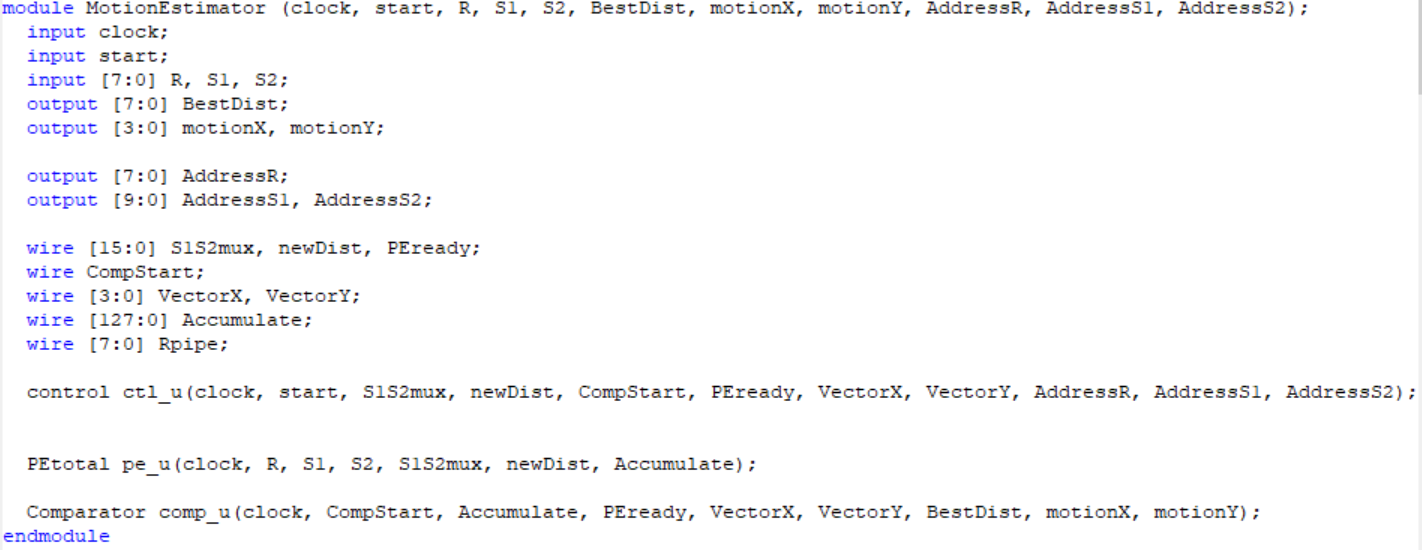 module MotionEstimator (clock, start, R, S1, S2, BestDist, motionX, motionY, AddressR, AddressS1, AddressS2);
input clock;
input start;
input [7:0] R, S1, S2;
output [7:0] BestDist;
output [3:0] motionX, motionY;
output [7:0] AddressR;
output [9:0] AddressS1, AddressS2;
wire [15:0] S1S2mux, newDist, PEready;
wire CompStart;
wire [3:0] VectorX, VectorY;
wire [127:0] Accumulate;
wire [7:0] Rpipe;
control ctl_u(clock, start, S1S2mux, newDist, CompStart, PEready, VectorX, VectorY, AddressR, AddressS1, AddressS2);
PEtotal pe_u(clock, R, S1, S2, S1S2mux, newDist, Accumulate);
Comparator comp_u(clock, CompStart, Accumulate, PEready, VectorX, VectorY, BestDist, motionX, motionY);
endmodule